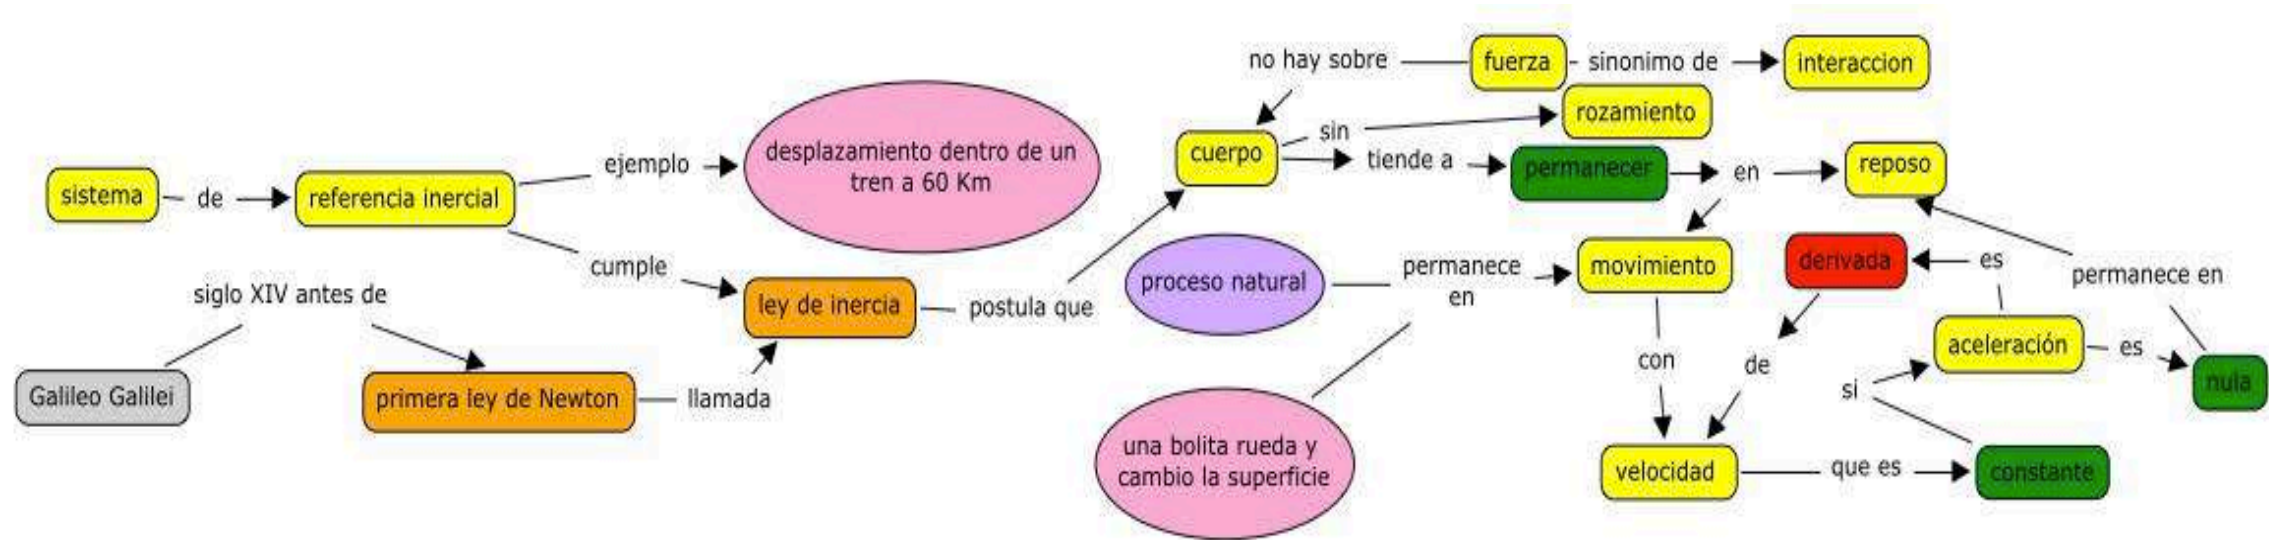 no hay sobre
fuerza
sinonimo de
interaccion
rozamiento
sin
cuerpo
tiende a
permanecer
en
reposo
desplazamiento dentro de un
tren a 60 Km
ejemplo
sistema
de
referencia inercial
cumple
siglo XIV antes de
ley de inercia
postula que
proceso natural
permanece
en
movimiento
derivada
es
permanece en
Galileo Galilei
primera ley de Newton
llamada
con
de
aceleración
es
nula
si
una bolita rueda y
cambio la superficie
velocidad
que es
constante